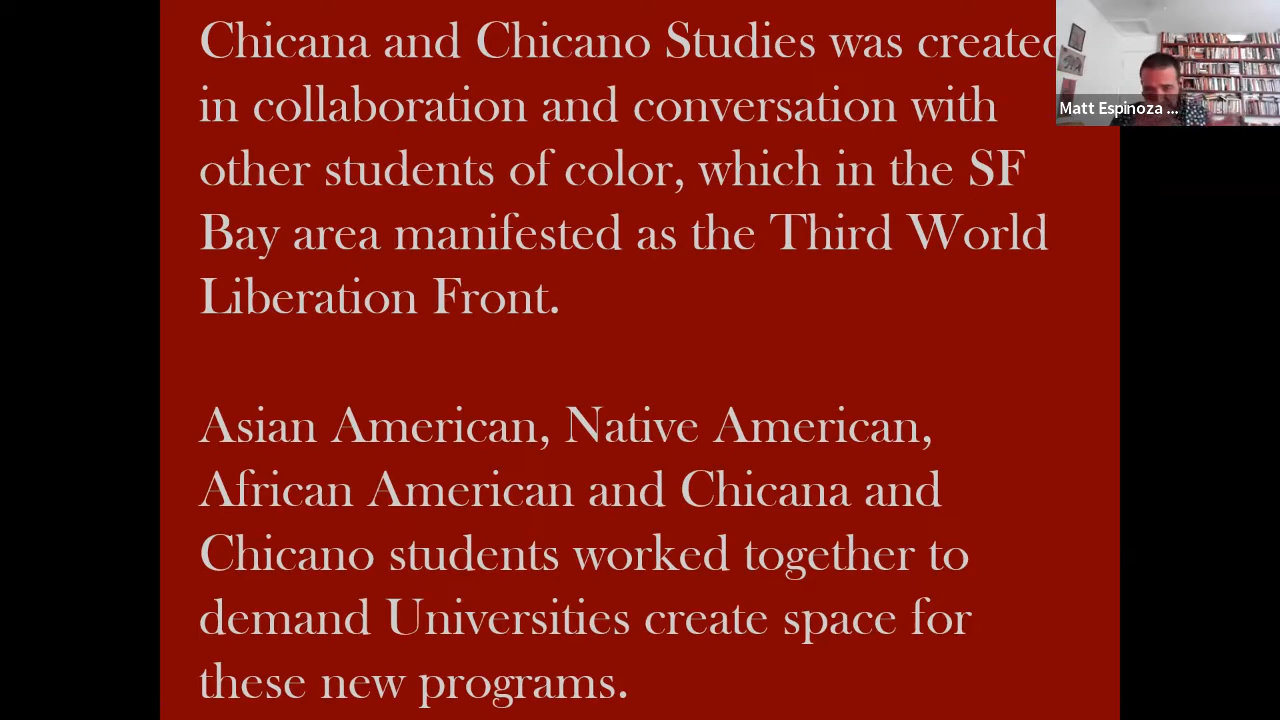 Chicana and Chicano Studies was created
in collaboration and conversation with
other students of color, which in the SF
Bay area manifested as the Third World
Liberation Front.
Asian American, Native American,
African American and Chicana and
Chicano students worked together to
demand Universities create space for
these new programs.
Matt Espinoza ...